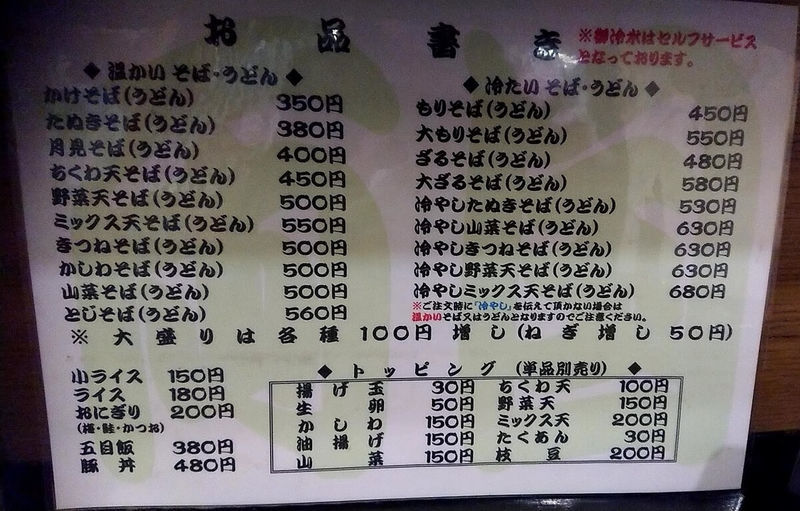 お品書き
※御冷水はセルフサービス
となっております。
◆ 温かい そば・うどん ◆
かけそば(うどん) 350円
たぬきそば(うどん) 380円
月見そば(うどん) 400円
ちくわ天そば(うどん) 450円
野菜天そば(うどん) 500円
ミックス天そば(うどん) 550円
きつねそば(うどん) 500円
かしわそば(うどん) 500円
山菜そば(うどん) 500円
とじそば(うどん) 560円
◆ 冷たい そば・うどん ◆
もりそば(うどん) 450円
大もりそば(うどん) 550円
ざるそば(うどん) 480円
大ざるそば(うどん) 580円
冷やしたぬきそば(うどん) 530円
冷やし山菜そば(うどん) 630円
冷やしきつねそば(うどん) 630円
冷やし野菜天そば(うどん) 630円
冷やしミックス天そば(うどん) 680円
※ご注文時に「冷やし」を伝えて頂かない場合は
温かいそば又はうどんとなりますのでご注意ください。
※ 大盛りは各種 100円 増し(ねぎ増し 50円)
小ライス 150円
ライス 180円
おにぎり 200円
(梅・鮭・かつお)
五目飯 380円
豚丼 480円
◆ トッピング (単品別売り) ◆
揚げ玉 30円 ちくわ天 100円
生卵 50円 野菜天 150円
かしわ 150円 ミックス天 200円
油揚げ 150円 たくあん 30円
山菜 150円 枝豆 200円